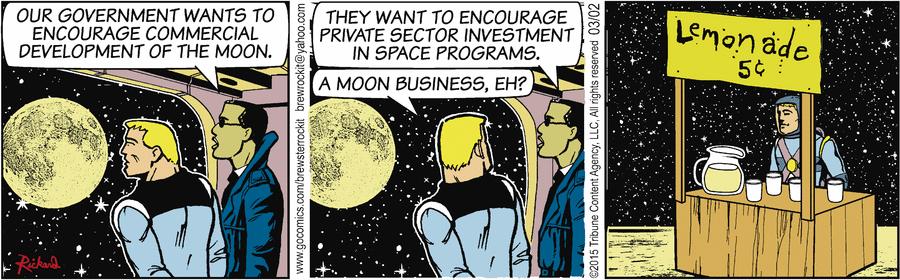 OUR GOVERNMENT WANTS TO
ENCOURAGE COMMERCIAL
DEVELOPMENT OF THE MOON.
Rickard
www.gocomics.com/brewsterrockit brewrockit@yahoo.com
THEY WANT TO ENCOURAGE
PRIVATE SECTOR INVESTMENT
IN SPACE PROGRAMS.
A MOON BUSINESS, EH?
©2015 Tribune Content Agency, LLC. All rights reserved 03/02
Lemonade
5¢